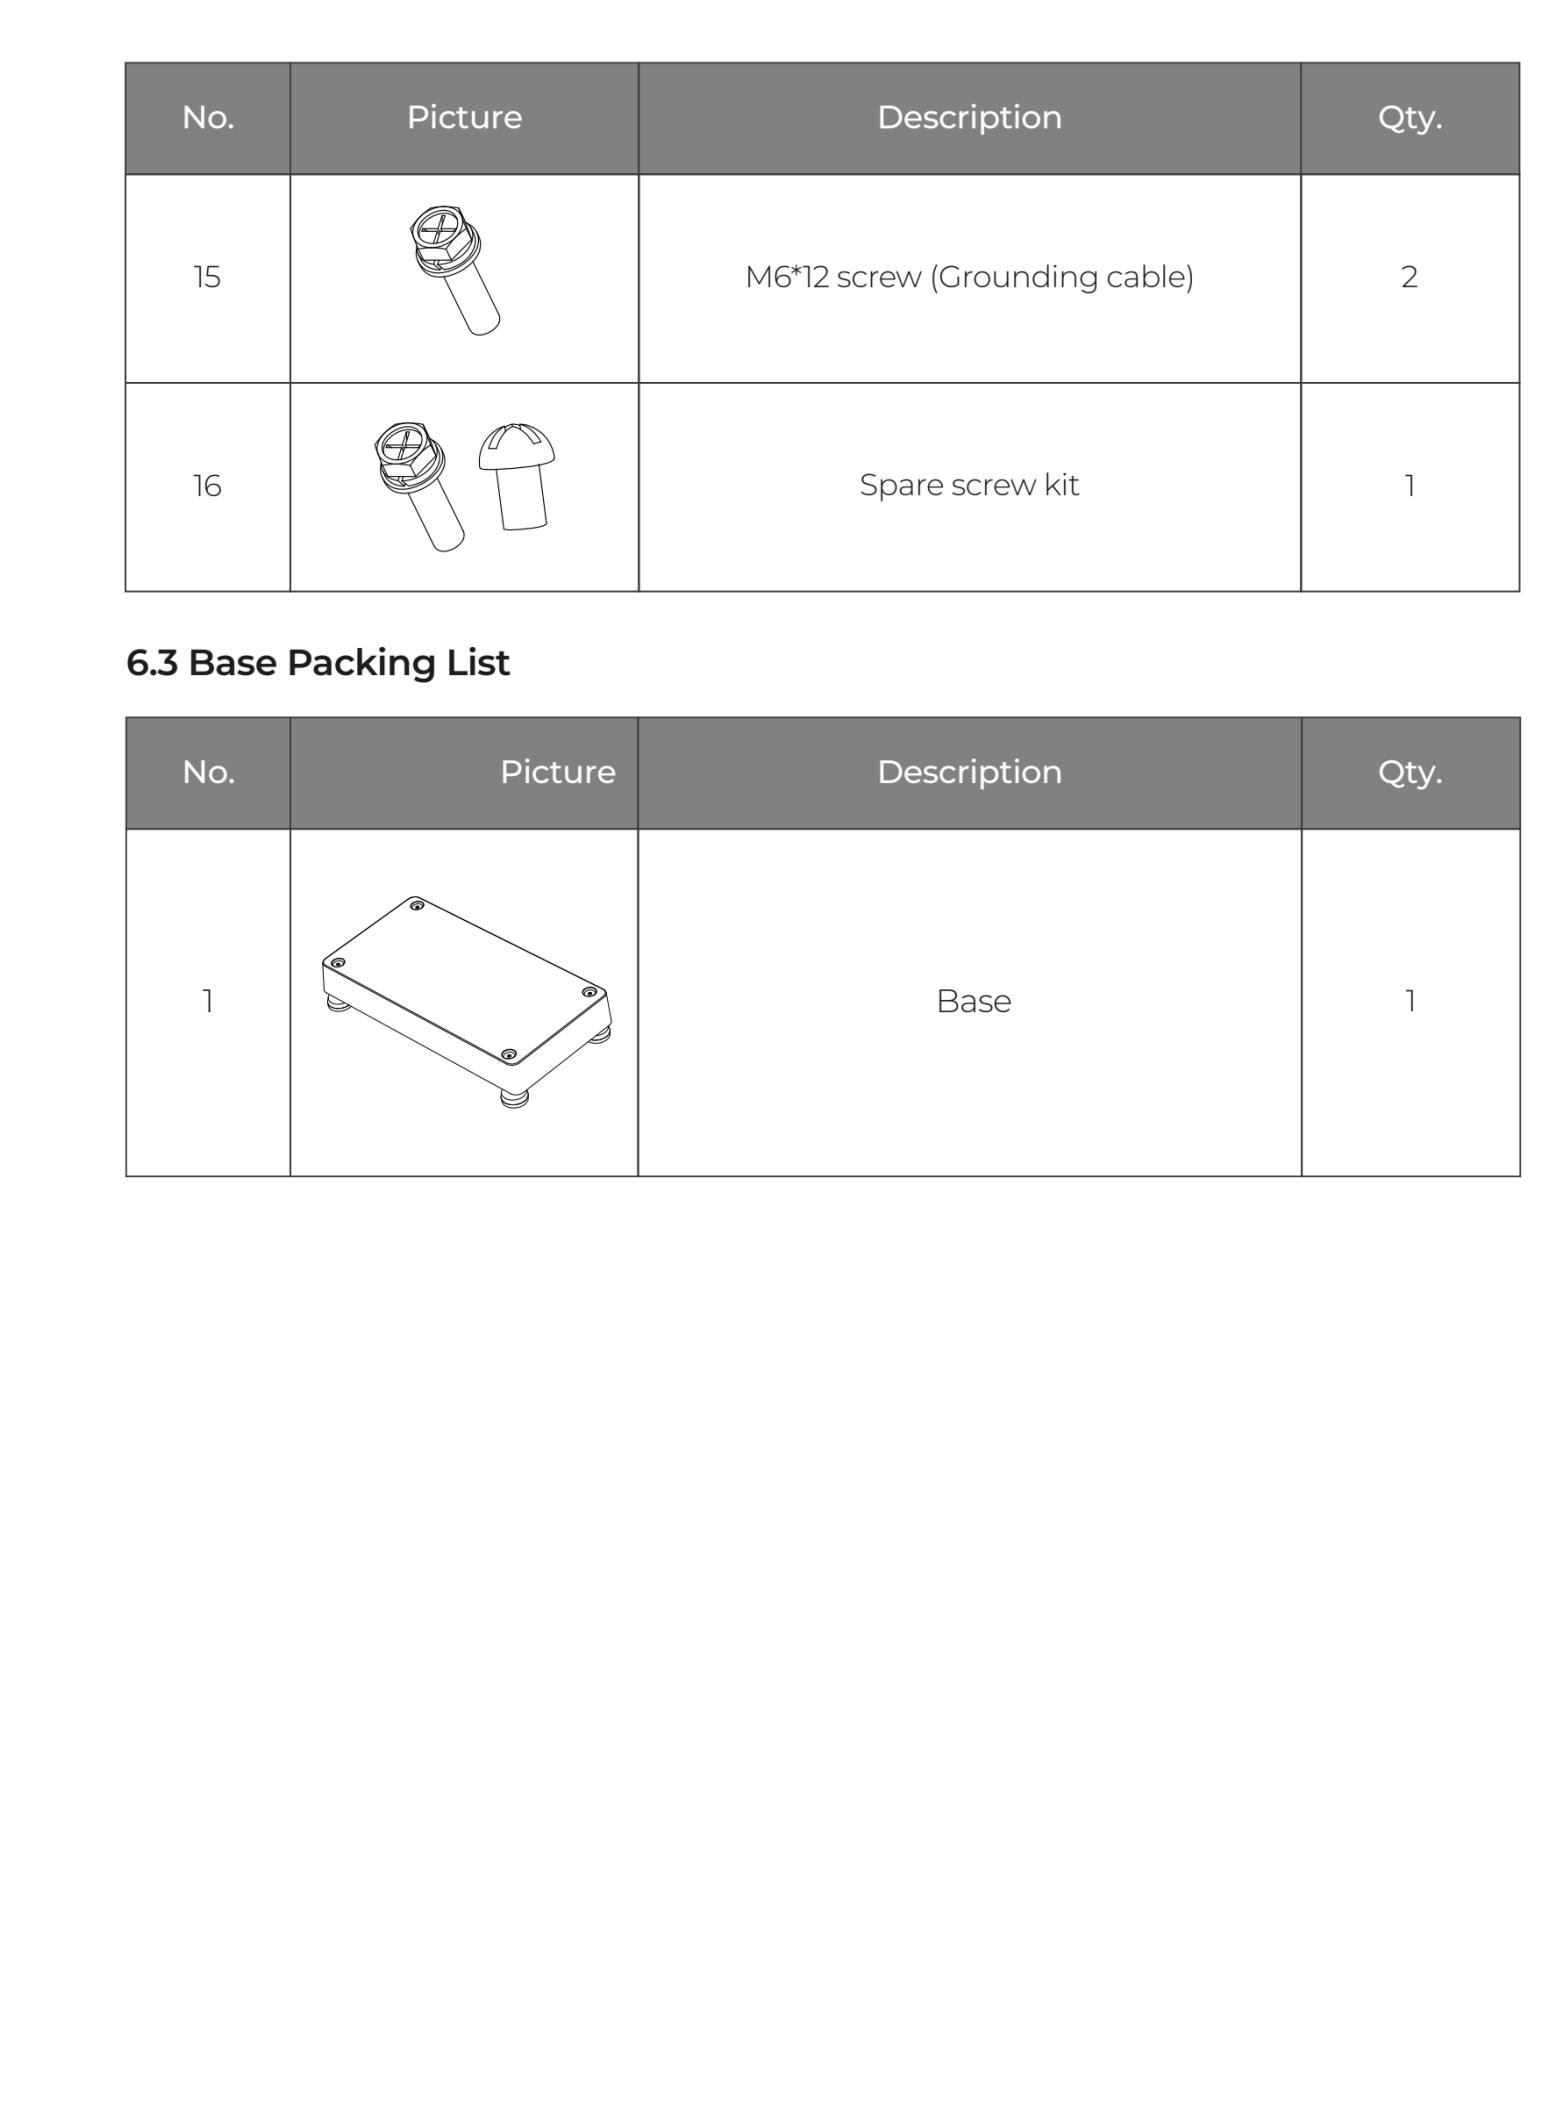 No. Picture Description Qty.
15 M6*12 screw (Grounding cable) 2
16 Spare screw kit 1
6.3 Base Packing List
No. Picture Description Qty.
1 Base 1